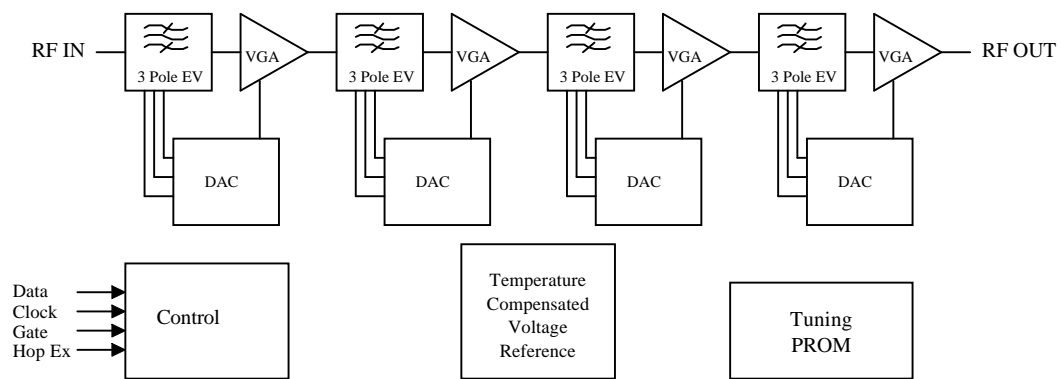 RF IN
3 Pole EV
VGA
3 Pole EV
VGA
3 Pole EV
VGA
3 Pole EV
VGA
RF OUT
DAC
DAC
DAC
DAC
Data
Clock
Gate
Hop Ex
Control
Temperature
Compensated
Voltage
Reference
Tuning
PROM